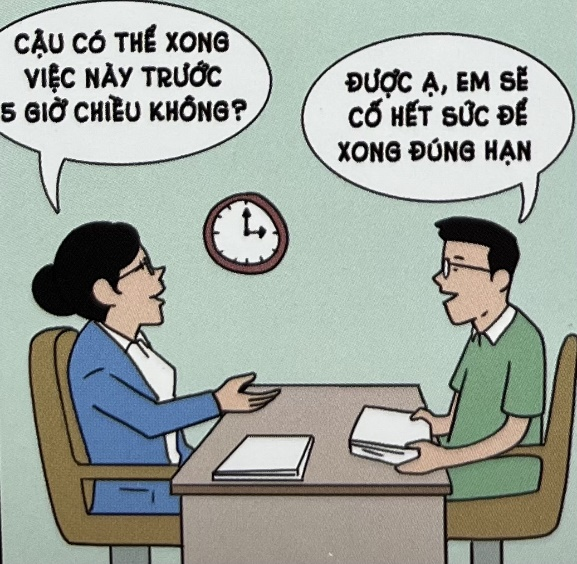 CẬU CÓ THỂ XONG
VIỆC NÀY TRƯỚC
5 GIỜ CHIỀU KHÔNG?
ĐƯỢC Ạ, EM SẼ
CỐ HẾT SỨC ĐỂ
XONG ĐÚNG HẠN